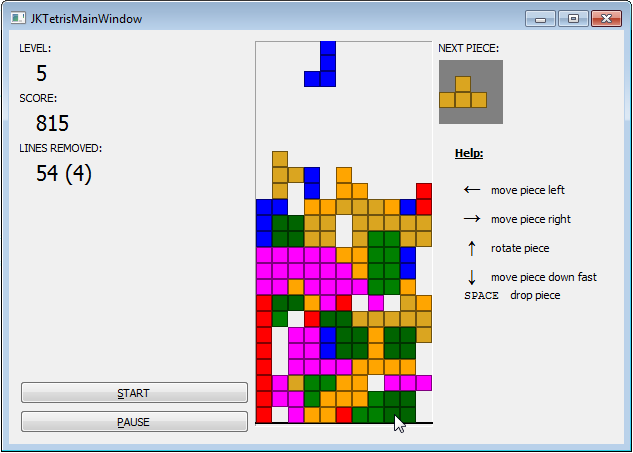 JKTetrisMainWindow
LEVEL:
5
SCORE:
815
LINES REMOVED:
54 (4)
START
PAUSE
NEXT PIECE:
Help:
← move piece left
→ move piece right
↑ rotate piece
↓ move piece down fast
SPACE drop piece